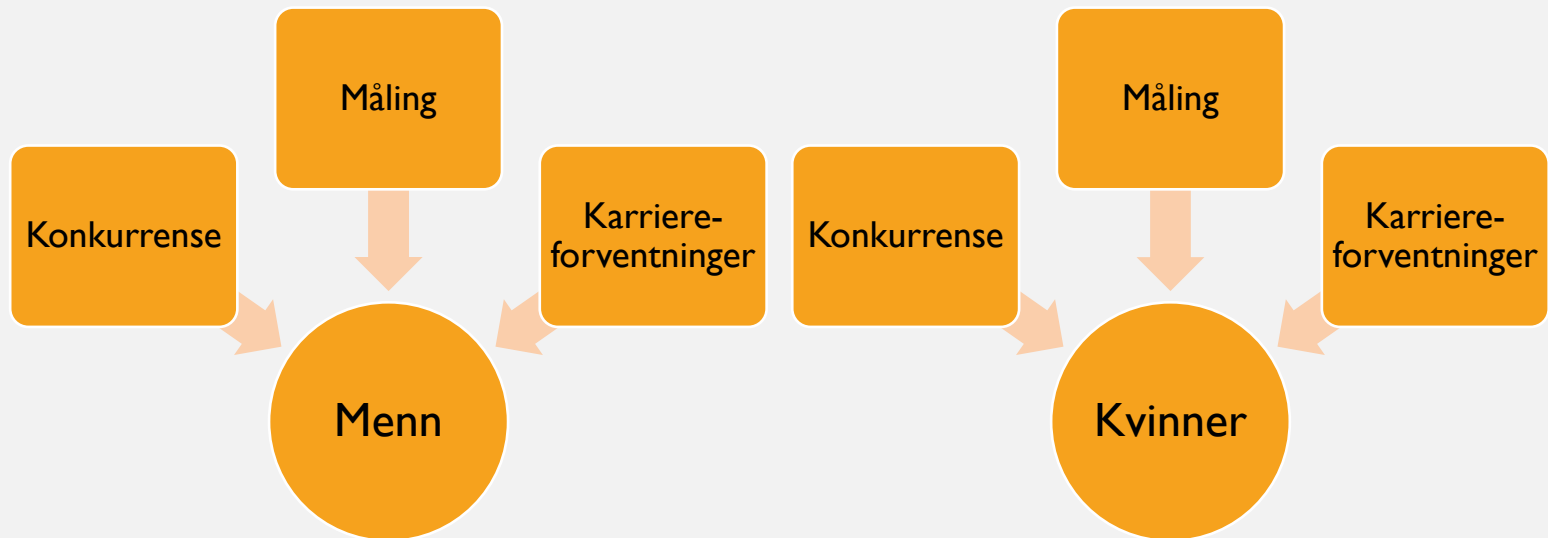 Måling
Konkurrense
Karriere-
forventninger
Menn
Måling
Konkurrense
Karriere-
forventninger
Kvinner